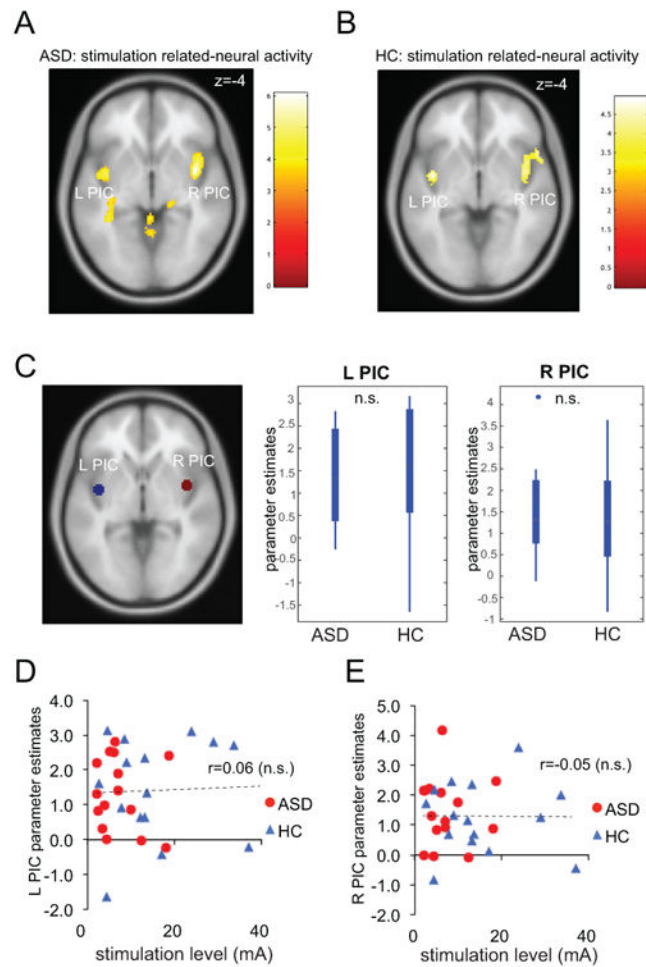 A
ASD: stimulation related-neural activity
z=-4
L PIC
R PIC
6
5
4
3
2
1
0
B
HC: stimulation related-neural activity
z=-4
L PIC
R PIC
4.5
4
3.5
3
2.5
2
1.5
1
0.5
0
C
L PIC
R PIC
L PIC
n.s.
parameter estimates
3
2.5
2
1.5
1
0.5
0
-0.5
-1
-1.5
ASD
HC
R PIC
n.s.
parameter estimates
4
3.5
3
2.5
2
1.5
1
0.5
0
-0.5
-1
ASD
HC
D
L PIC parameter estimates
4.0
3.0
2.0
1.0
0.0
-1.0
-2.0
r=0.06 (n.s.)
ASD
HC
0
20
40
stimulation level (mA)
E
R PIC parameter estimates
5.0
4.0
3.0
2.0
1.0
0.0
-1.0
-2.0
r=-0.05 (n.s.)
ASD
HC
0
20
40
stimulation level (mA)